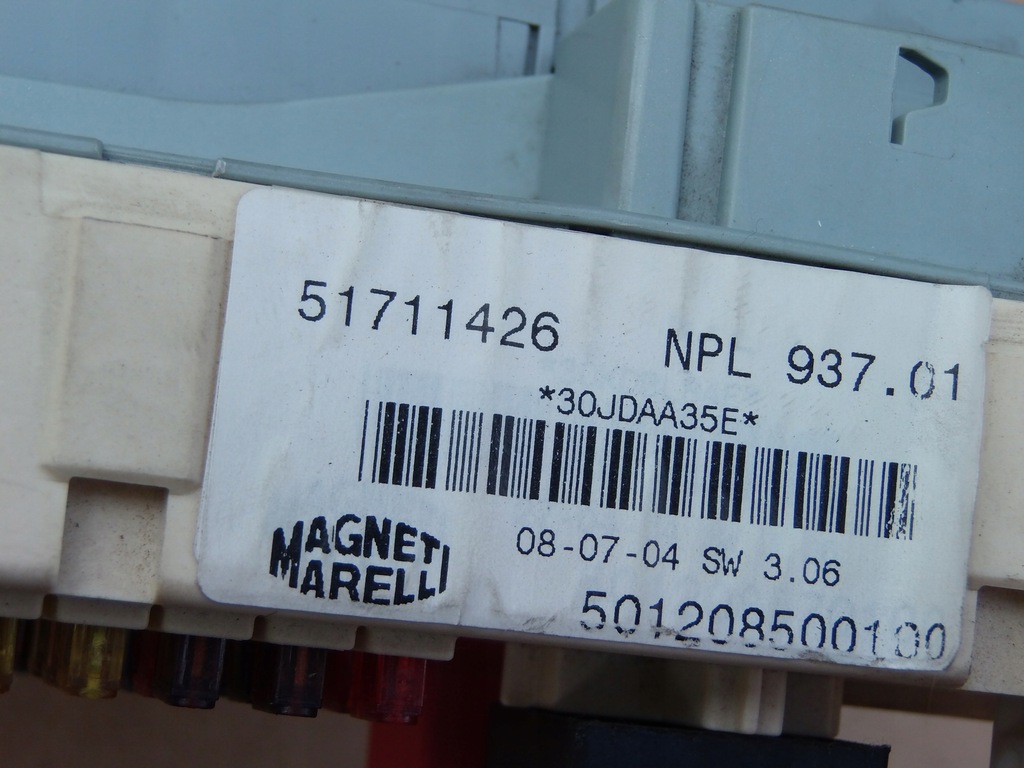 51711426 NPL 937.01
*30JDAA35E*
08-07-04 SW 3.06
MAGNETI
MARELLI
501208500100